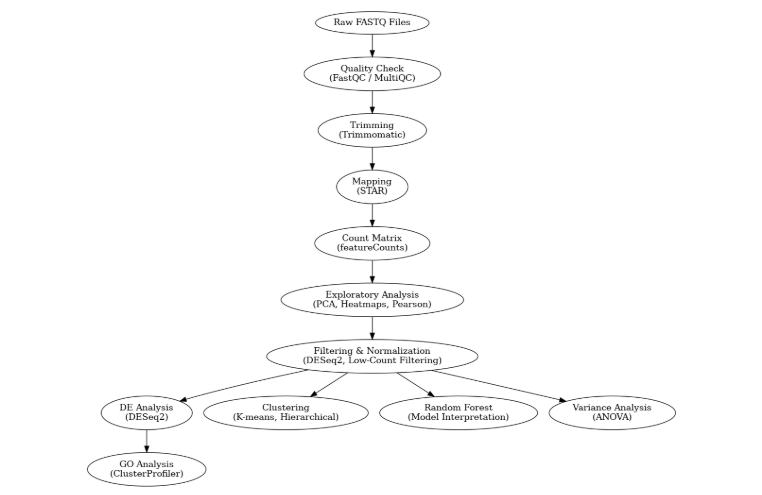 Raw FASTQ Files
Quality Check
(FastQC / MultiQC)
Trimming
(Trimmomatic)
Mapping
(STAR)
Count Matrix
(featureCounts)
Exploratory Analysis
(PCA, Heatmaps, Pearson)
Filtering & Normalization
(DESeq2, Low-Count Filtering)
DE Analysis
(DESeq2)
Clustering
(K-means, Hierarchical)
Random Forest
(Model Interpretation)
Variance Analysis
(ANOVA)
GO Analysis
(ClusterProfiler)